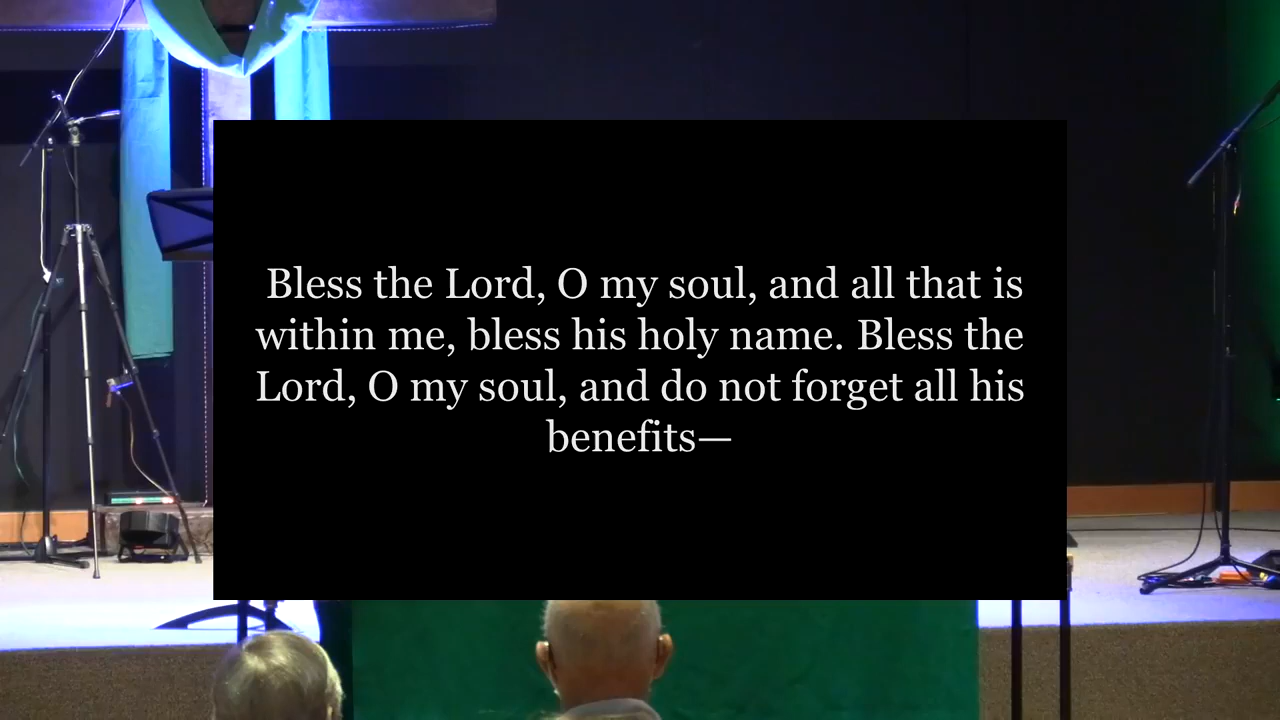 Bless the Lord, O my soul, and all that is
within me, bless his holy name. Bless the
Lord, O my soul, and do not forget all his
benefits—